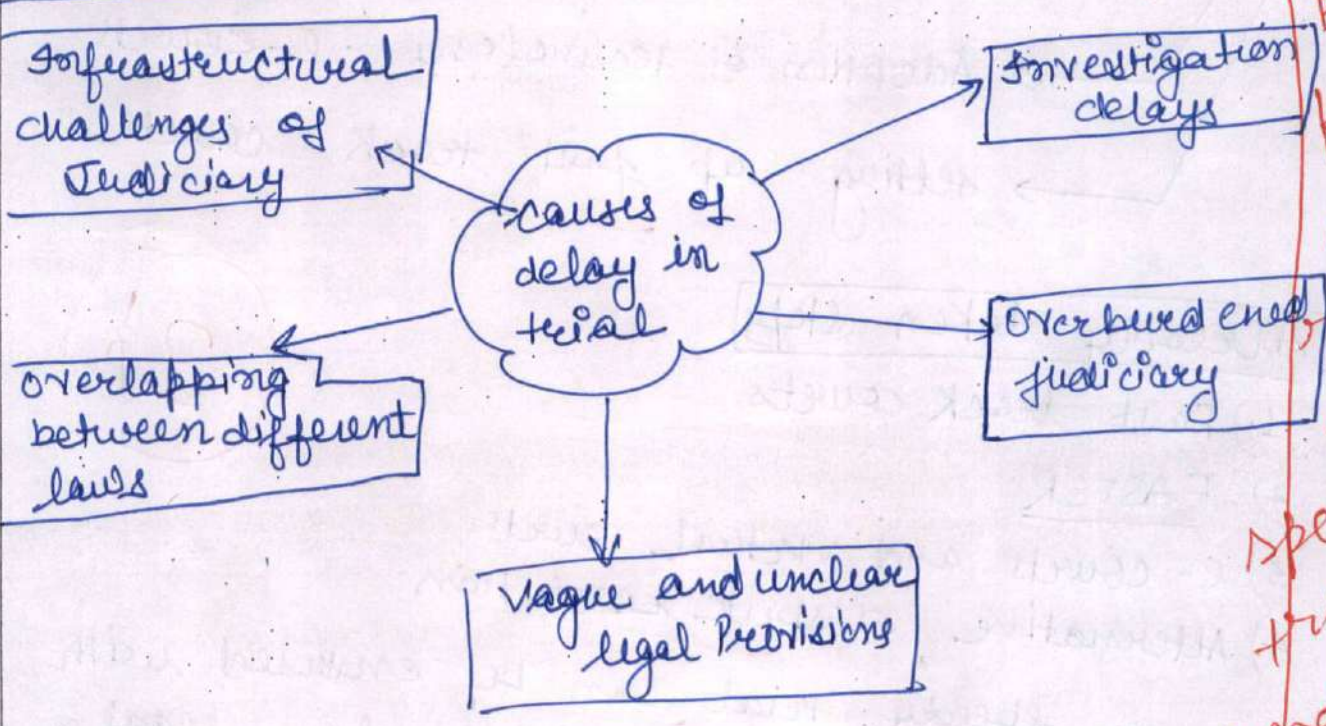 Infrastructural
challenges of
Judiciary
Investigation
delays
causes of
delay in
trial
overlapping
between different
laws
Overburdened
judiciary
Vague and unclear
legal Provisions